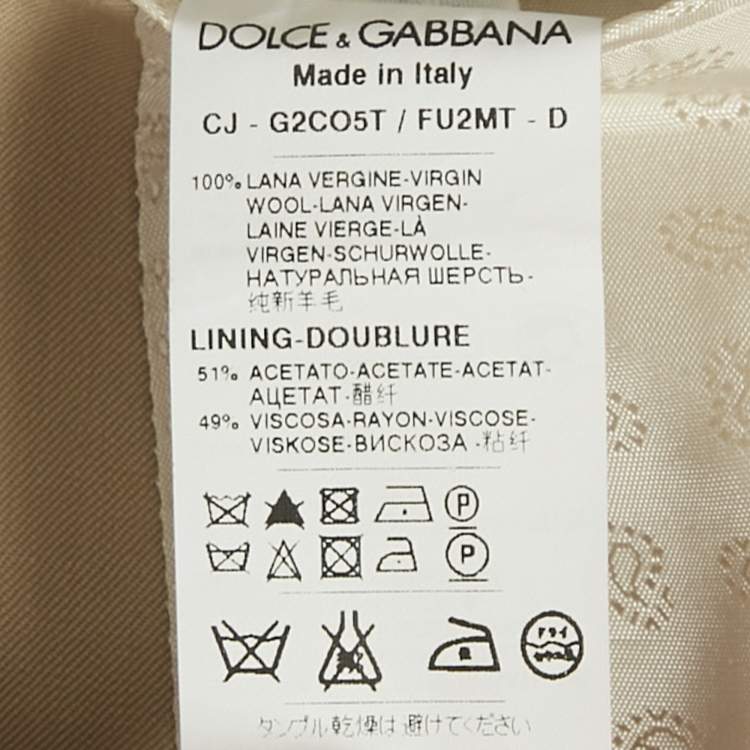 DOLCE & GABBANA
Made in Italy
CJ - G2CO5T / FU2MT - D
100% LANA VERGINE-VIRGIN
WOOL-LANA VIRGEN-
LAINE VIERGE-LÀ
VIRGEN-SCHURWOLLE-
НАТУРАЛЬНАЯ ШЕРСТЬ-
纯新羊毛
LINING-DOUBLURE
51% ACETATO-ACETATE-ACETAT-
АЦЕТАТ-醋纤
49% VISCOSA-RAYON-VISCOSE-
VISKOSE-ВИСКОЗА -粘纤
P
P
ドライ
タンブル乾燥は避けてください